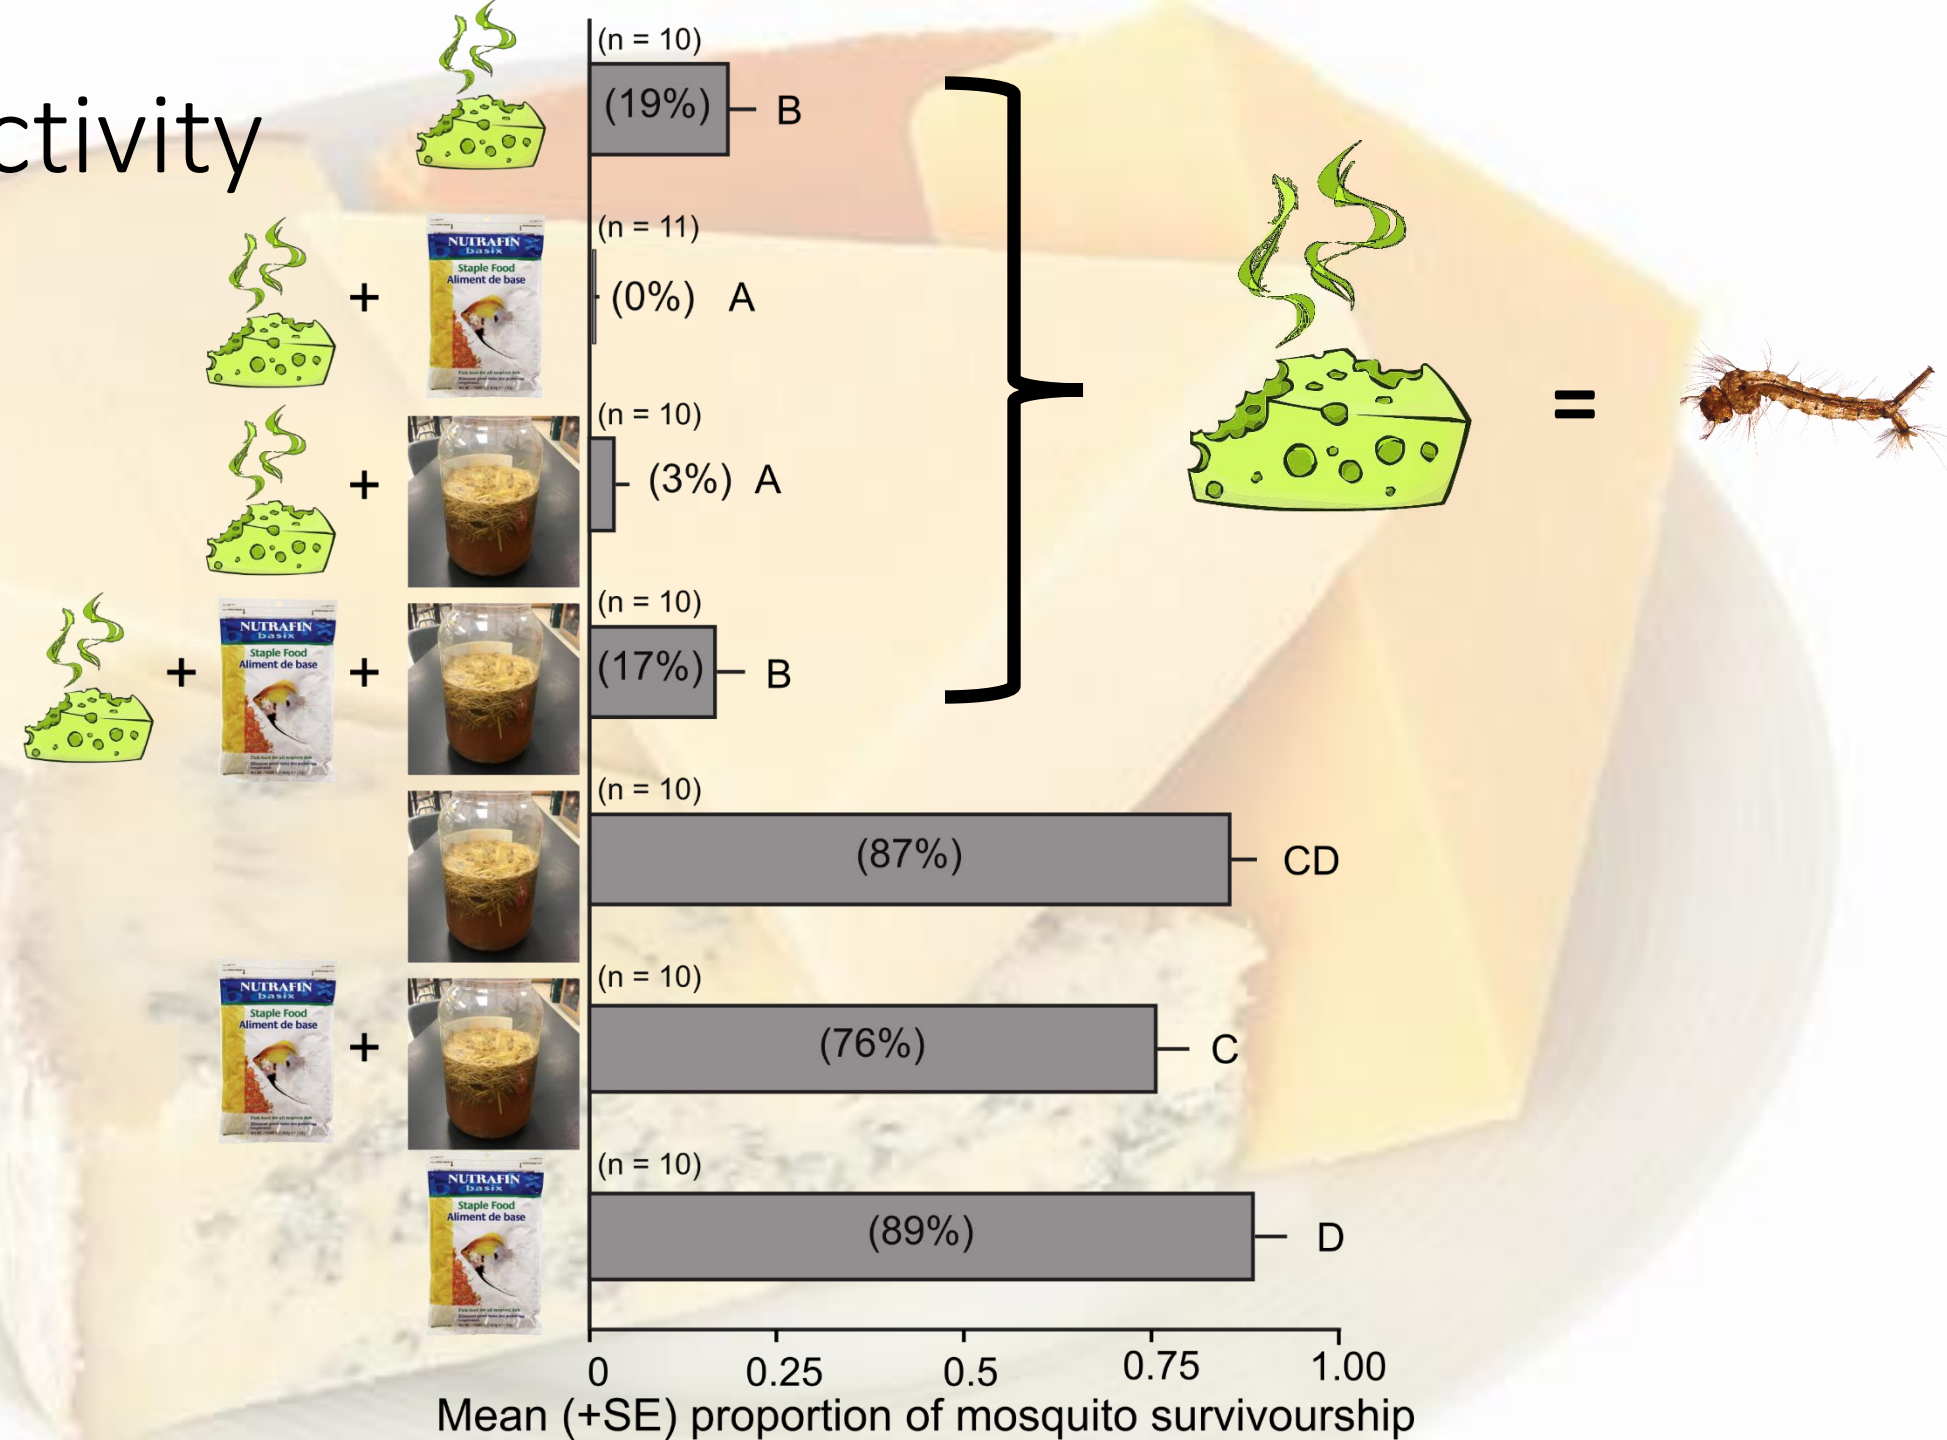 ctivity
(n = 10)
(19%) B
(n = 11)
NUTRAFIN
basix
Staple Food
Aliment de base
(0%) A
(n = 10)
+
+
(3%) A
(n = 10)
NUTRAFIN
basix
Staple Food
Aliment de base
+ +
(17%) B
=
(n = 10)
(87%) CD
(n = 10)
NUTRAFIN
basix
Staple Food
Aliment de base
+
(76%) C
(n = 10)
NUTRAFIN
basix
Staple Food
Aliment de base
(89%) D
0 0.25 0.5 0.75 1.00
Mean (+SE) proportion of mosquito survivourship